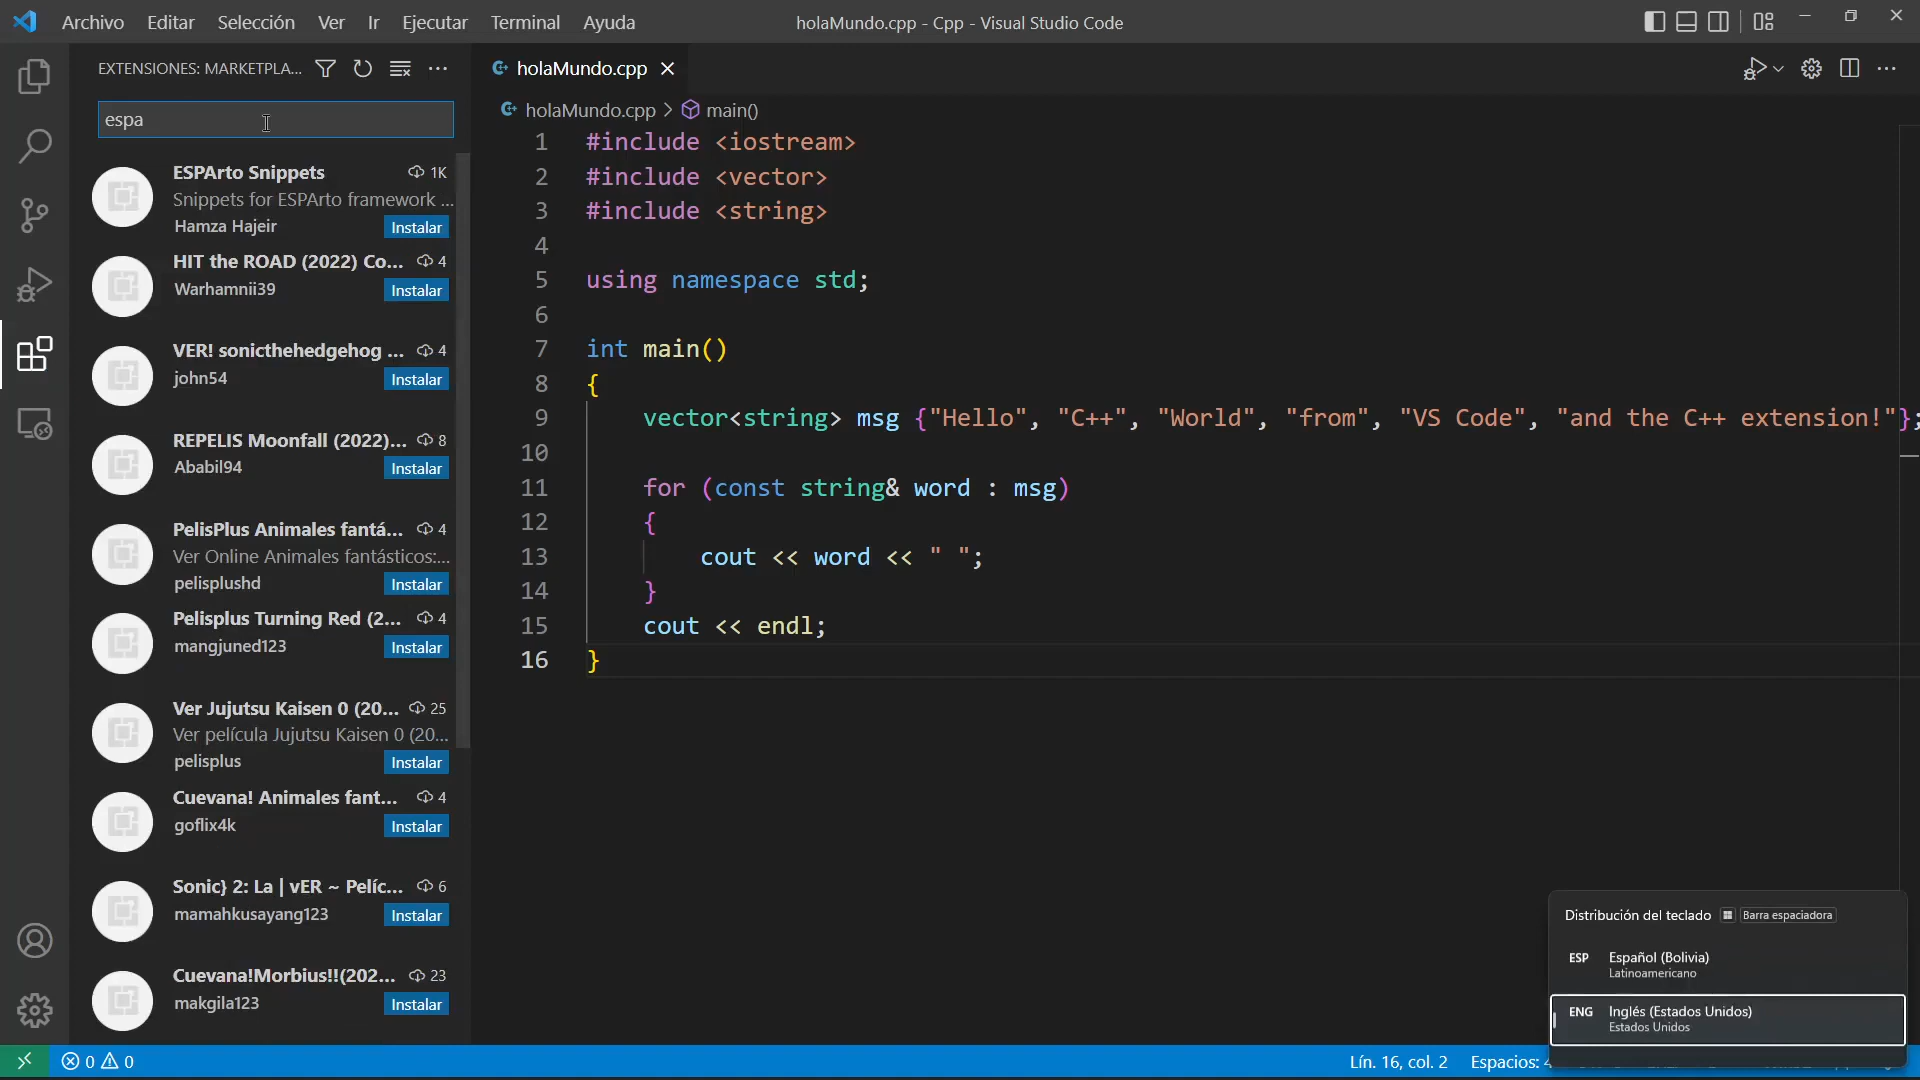 Archivo Editar Selección Ver Ir Ejecutar Terminal Ayuda
holaMundo.cpp - Cpp - Visual Studio Code
EXTENSIONES: MARKETPLA...
espa
ESPArto Snippets 1K
Snippets for ESPArto framework ...
Hamza Hajeir Instalar
HIT the ROAD (2022) Co... 4
Warhamnii39 Instalar
VER! sonicthehedgehog ... 4
john54 Instalar
REPELIS Moonfall (2022)... 8
Ababil94 Instalar
PelisPlus Animales fantá... 4
Ver Online Animales fantásticos:...
pelisplushd Instalar
Pelisplus Turning Red (2... 4
mangjuned123 Instalar
Ver Jujutsu Kaisen 0 (20... 25
Ver película Jujutsu Kaisen 0 (20...
pelisplus Instalar
Cuevana! Animales fant... 4
goflix4k Instalar
Sonic} 2: La | vER ~ Pelíc... 6
mamahkusayang123 Instalar
Cuevana!Morbius!!(202... 23
makgila123 Instalar
holaMundo.cpp
holaMundo.cpp > main()
1 #include <iostream>
2 #include <vector>
3 #include <string>
4
5 using namespace std;
6
7 int main()
8 {
9 vector<string> msg {"Hello", "C++", "World", "from", "VS Code", "and the C++ extension!"};
10
11 for (const string& word : msg)
12 {
13 cout << word << " ";
14 }
15 cout << endl;
16 }
Distribución del teclado Barra espaciadora
ESP Español (Bolivia)
Latinoamericano
ENG Inglés (Estados Unidos)
Estados Unidos
0 0
Lín. 16, col. 2 Espacios: 4